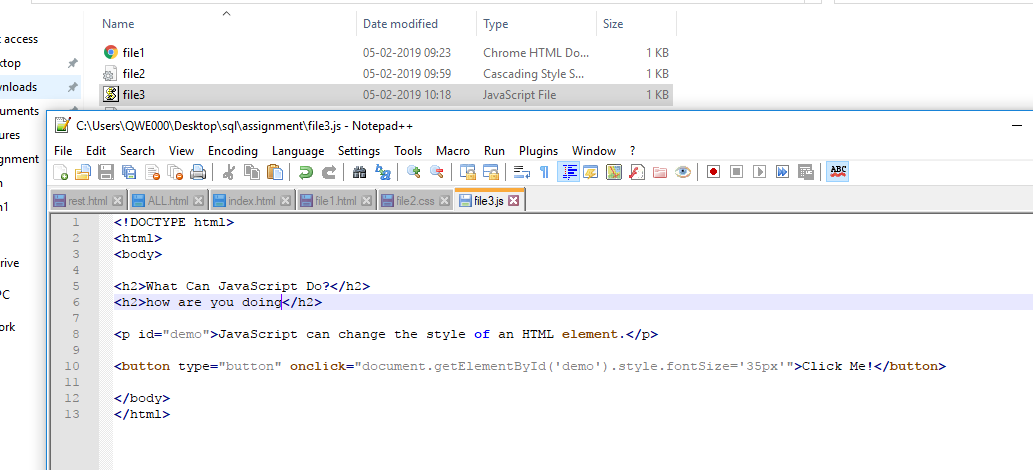 Name Date modified Type Size
access
file1 05-02-2019 09:23 Chrome HTML Do... 1 KB
ktop file2 05-02-2019 09:59 Cascading Style S... 1 KB
nloads file3 05-02-2019 10:18 JavaScript File 1 KB
uments
C:\Users\QWE000\Desktop\sql\assignment\file3.js - Notepad++
ures
File Edit Search View Encoding Language Settings Tools Macro Run Plugins Window ?
gnment
ABC
rest.html ALL.html index.html file1.html file2.css file3.js
1 <!DOCTYPE html>
2 <html>
3 <body>
4
rive
5 <h2>What Can JavaScript Do?</h2>
PC
6 <h2>how are you doing</h2>
7
ork
8 <p id="demo">JavaScript can change the style of an HTML element.</p>
9
10 <button type="button" onclick="document.getElementById('demo').style.fontSize='35px'">Click Me!</button>
11
12 </body>
13 </html>